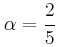 α = 2/5